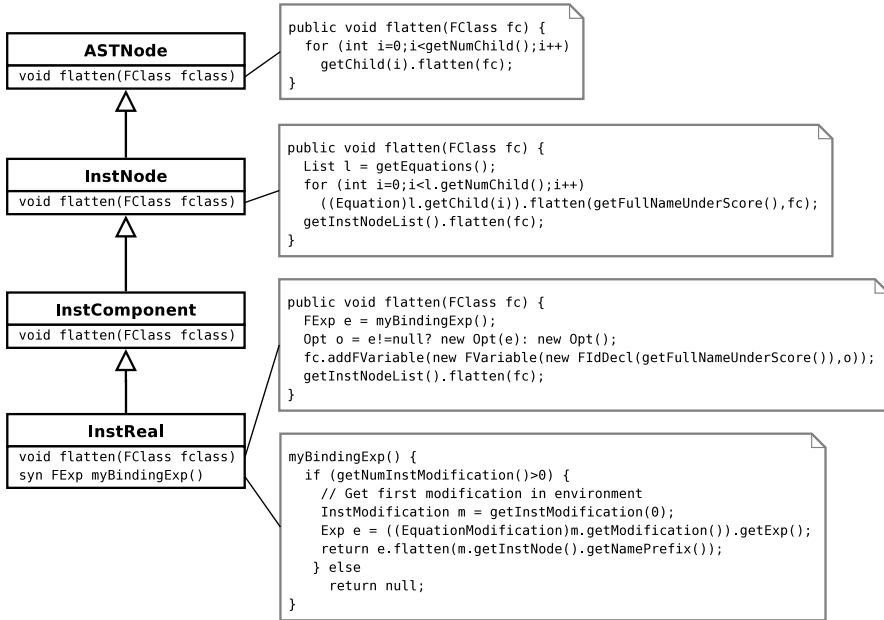 ASTNode
void flatten(FClass fclass)
public void flatten(FClass fc) {
for (int i=0;i<getNumChild();i++)
getChild(i).flatten(fc);
}
InstNode
void flatten(FClass fclass)
public void flatten(FClass fc) {
List l = getEquations();
for (int i=0;i<l.getNumChild();i++)
((Equation)l.getChild(i)).flatten(getFullNameUnderScore(),fc);
getInstNodeList().flatten(fc);
}
InstComponent
void flatten(FClass fclass)
public void flatten(FClass fc) {
FExp e = myBindingExp();
Opt o = e!=null? new Opt(e): new Opt();
fc.addFVariable(new FVariable(new FIdDecl(getFullNameUnderScore()),o));
getInstNodeList().flatten(fc);
}
InstReal
void flatten(FClass fclass)
syn FExp myBindingExp()
myBindingExp() {
if (getNumInstModification()>0) {
// Get first modification in environment
InstModification m = getInstModification(0);
Exp e = ((EquationModification)m.getModification()).getExp();
return e.flatten(m.getInstNode().getNamePrefix());
} else
return null;
}